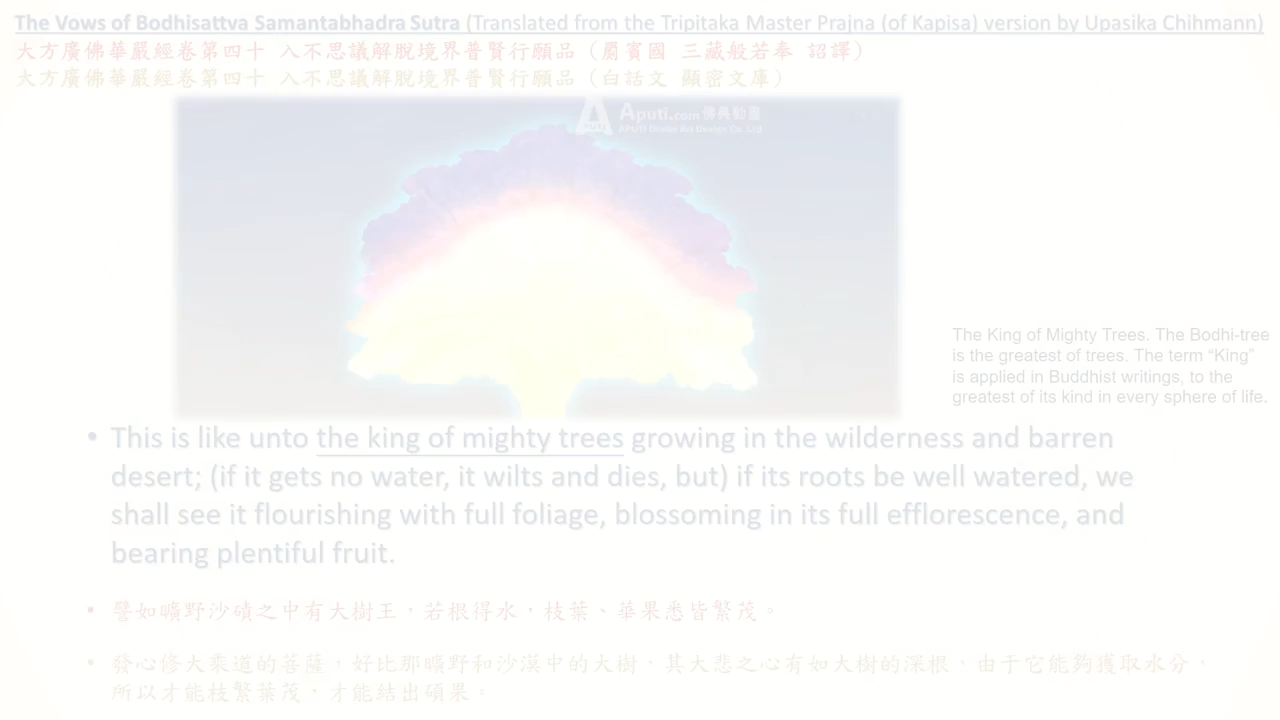 The Vows of Bodhisattva Samantabhadra Sutra (Translated from the Tripitaka Master Prajna (of Kapisa) version by Upasika Chihmann)
大方廣佛華嚴經卷第四十 入不思議解脫境界普賢行願品（罽賓國 三藏般若奉 詔譯）
大方廣佛華嚴經卷第四十 入不思議解脫境界普賢行願品（白話文 顯密文庫）
Aputi.com 佛典動畫
The King of Mighty Trees. The Bodhi-tree
is the greatest of trees. The term “King”
is applied in Buddhist writings, to the
greatest of its kind in every sphere of life.
• This is like unto the king of mighty trees growing in the wilderness and barren
desert; (if it gets no water, it wilts and dies, but) if its roots be well watered, we
shall see it flourishing with full foliage, blossoming in its full efflorescence, and
bearing plentiful fruit.
• 譬如曠野沙磧之中有大樹王，若根得水，枝葉、華果悉皆繁茂。
• 發心修大乘道的菩薩，好比那曠野和沙漠中的大樹，其大悲之心有如大樹的深根，由于它能夠獲取水分，
所以才能枝繁葉茂，才能結出碩果。